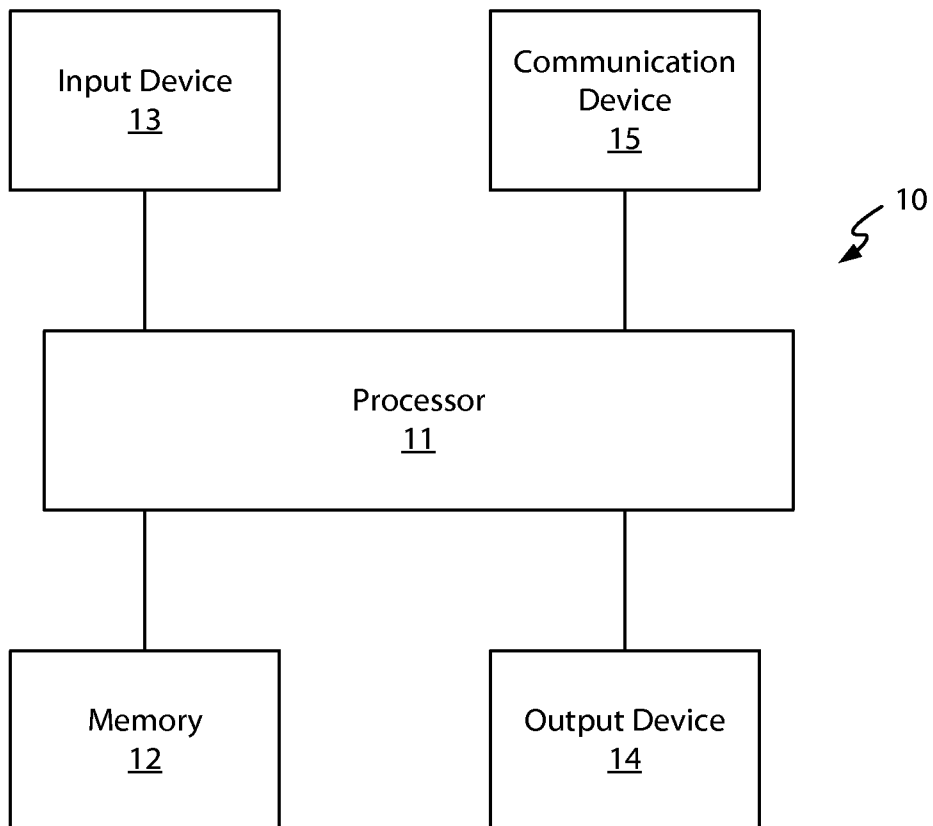 Input Device
13
Communication
Device
15
10
Processor
11
Memory
12
Output Device
14